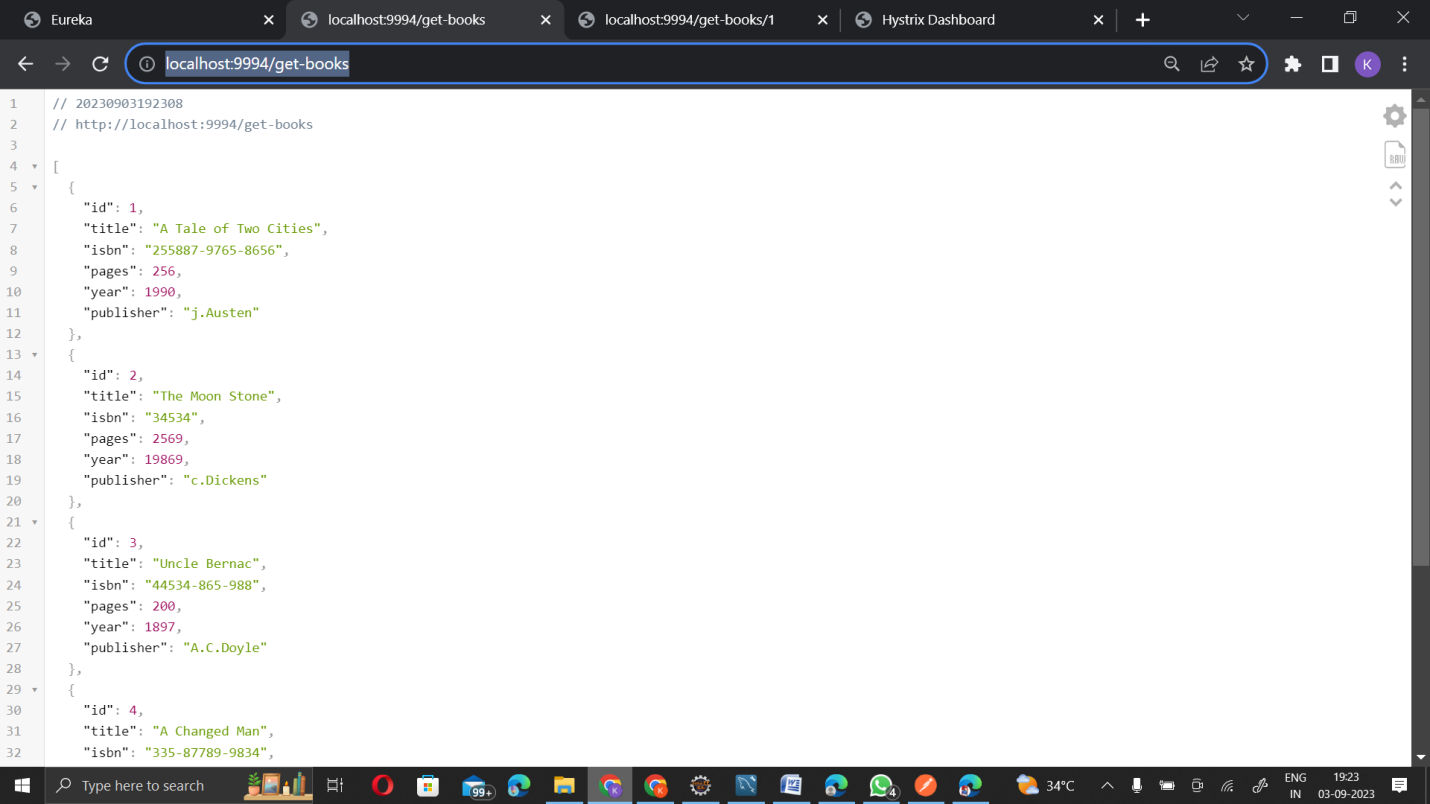 Eureka
localhost:9994/get-books
localhost:9994/get-books/1
Hystrix Dashboard
localhost:9994/get-books
K
1 // 20230903192308
2 // http://localhost:9994/get-books
3
4 [
5 {
6 "id": 1,
7 "title": "A Tale of Two Cities",
8 "isbn": "255887-9765-8656",
9 "pages": 256,
10 "year": 1990,
11 "publisher": "j.Austen"
12 },
13 {
14 "id": 2,
15 "title": "The Moon Stone",
16 "isbn": "34534",
17 "pages": 2569,
18 "year": 19869,
19 "publisher": "c.Dickens"
20 },
21 {
22 "id": 3,
23 "title": "Uncle Bernac",
24 "isbn": "44534-865-988",
25 "pages": 200,
26 "year": 1897,
27 "publisher": "A.C.Doyle"
28 },
29 {
30 "id": 4,
31 "title": "A Changed Man",
32 "isbn": "335-87789-9834",
RAW
Type here to search
99+
K
K
4
34°C
ENG
IN
19:23
03-09-2023